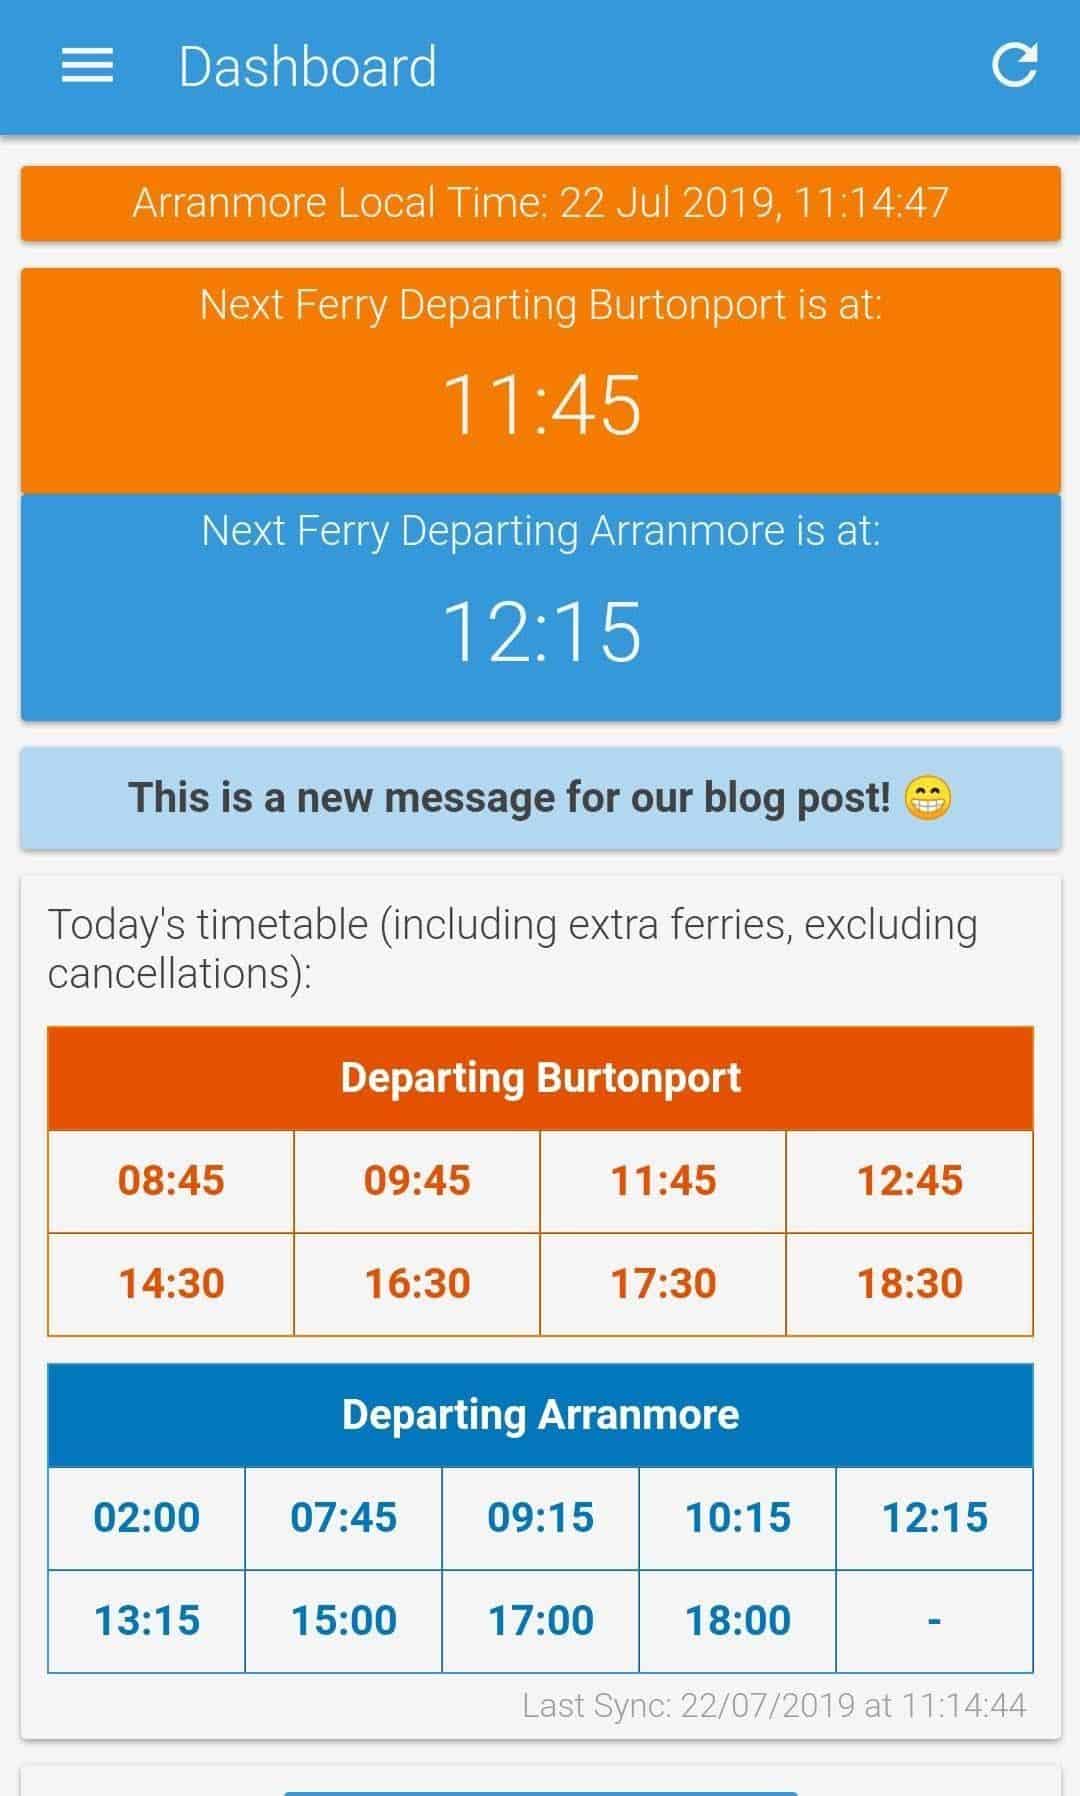 Dashboard
Arranmore Local Time: 22 Jul 2019, 11:14:47
Next Ferry Departing Burtonport is at:
11:45
Next Ferry Departing Arranmore is at:
12:15
This is a new message for our blog post! 😁
Today's timetable (including extra ferries, excluding
cancellations):
Departing Burtonport
08:45 09:45 11:45 12:45
14:30 16:30 17:30 18:30
Departing Arranmore
02:00 07:45 09:15 10:15 12:15
13:15 15:00 17:00 18:00 -
Last Sync: 22/07/2019 at 11:14:44